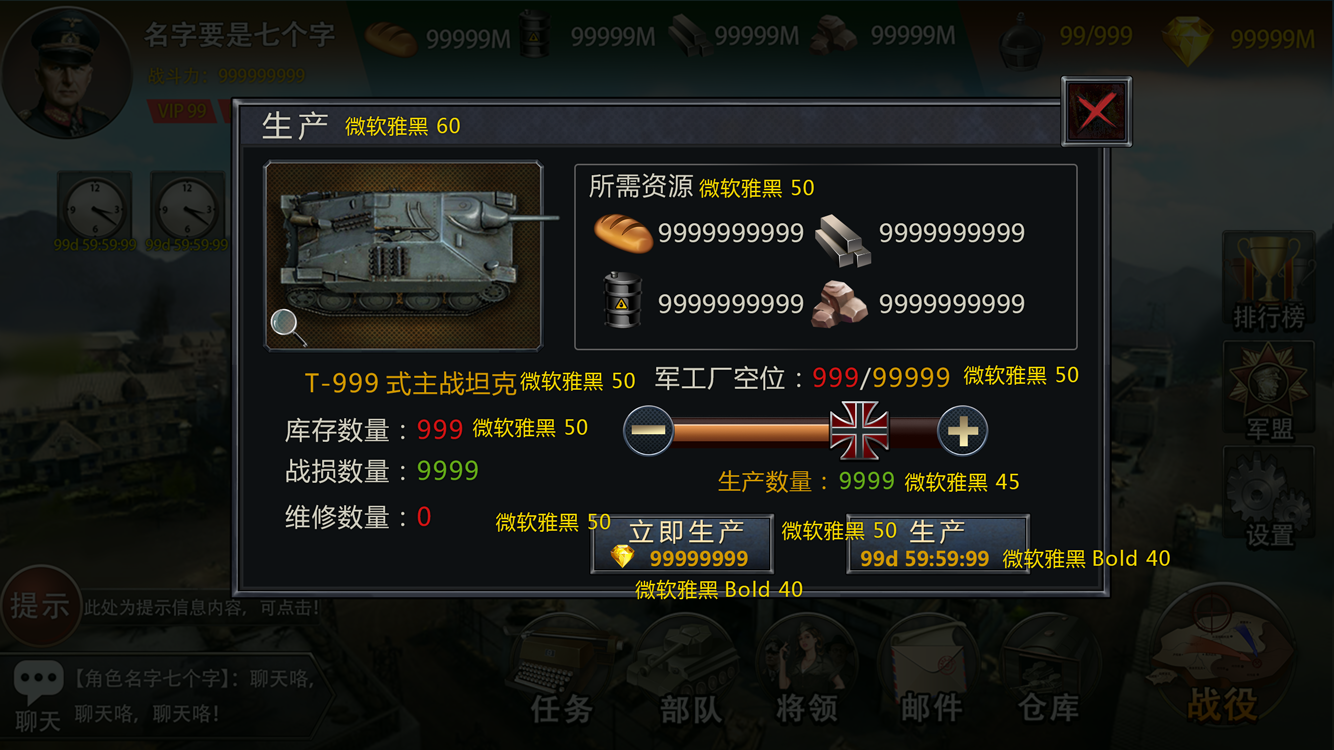 名字要是七个字
99999M
99999M
99999M
99999M
99/999
99999M
战斗力：999999999
VIP 99
生产 微软雅黑 60
12
3
6
9
12
3
6
9
99d 59:59:99
99d 59:59:99
所需资源 微软雅黑 50
9999999999
9999999999
9999999999
9999999999
T-999 式主战坦克 微软雅黑 50
军工厂空位：999/99999 微软雅黑 50
库存数量：999 微软雅黑 50
战损数量：9999
维修数量：0
生产数量：9999 微软雅黑 45
微软雅黑 50
立即生产
99999999
微软雅黑 Bold 40
微软雅黑 50
生产
99d 59:59:99 微软雅黑 Bold 40
排行榜
军盟
设置
提示
此处为提示信息内容，可点击！
【角色名字七个字】：聊天咯，
聊天咯，聊天咯！
聊天
任务
部队
将领
邮件
仓库
战役